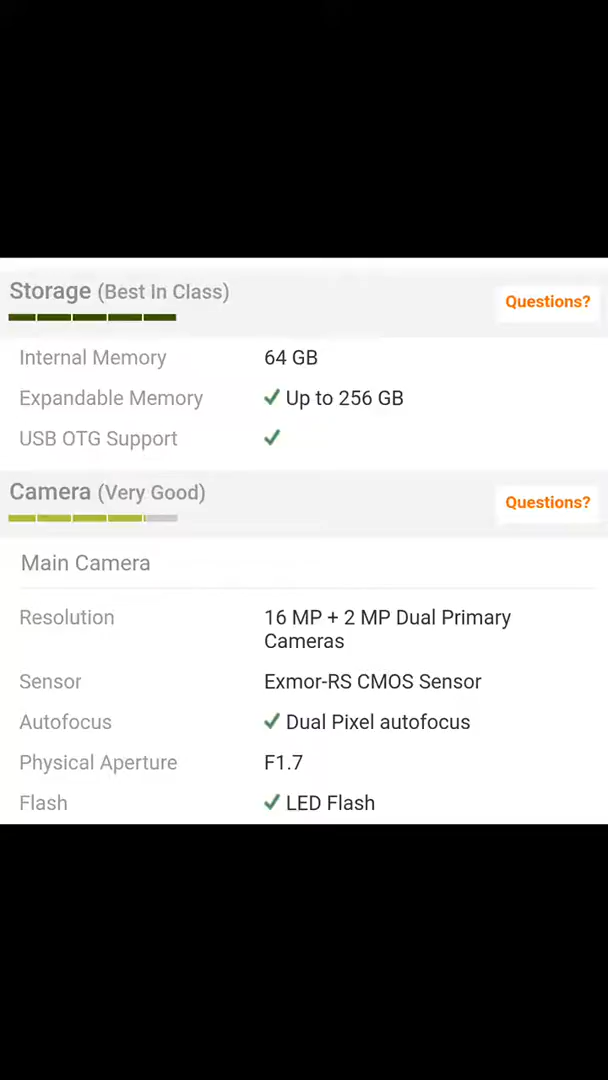 Storage (Best In Class)
Questions?
Internal Memory 64 GB
Expandable Memory Up to 256 GB
USB OTG Support
Camera (Very Good)
Questions?
Main Camera
Resolution 16 MP + 2 MP Dual Primary
Cameras
Sensor Exmor-RS CMOS Sensor
Autofocus Dual Pixel autofocus
Physical Aperture F1.7
Flash LED Flash